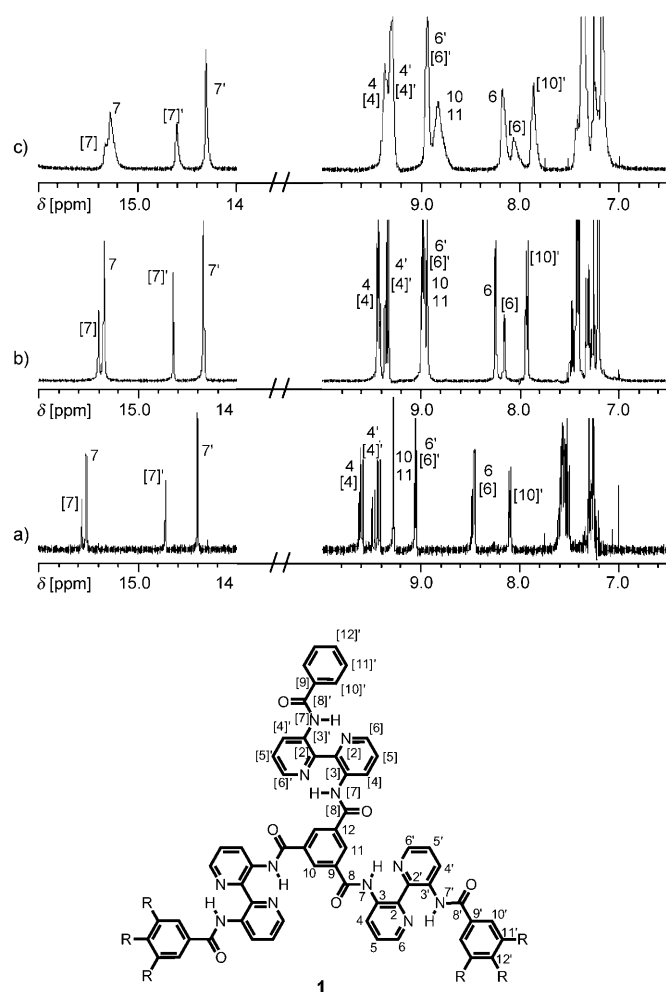 c)
[7] 7 [7]' 7' 4 [4] 4' [4]' 6' [6]' 10 11 6 [6] [10]'
δ [ppm] 15.0 14 9.0 8.0 7.0
b)
[7] 7 [7]' 7' 4 [4] 4' [4]' 6' [6]' 10 11 6 [6] [10]'
δ [ppm] 15.0 14 9.0 8.0 7.0
a)
[7] 7 [7]' 7' 4 [4] 4' [4]' 10 11 6' [6]' 6 [6] [10]'
δ [ppm] 15.0 14 9.0 8.0 7.0
[12]'
[11]'
[9] [10]'
O [8]'
[7] N H
[4]' [3]' N [6]
[5]' [2]' [2] [5]
[6]' N [3] [4]
H N [7]
[8] O
12
O O 11 H 6' 5'
N 10 9 8 N 7 3 N 2' 4'
H H N O 2 3' N 7' O
R N N 4 N H 8' 9' 10'
R O 5 6 11' R
R 12' R
R
1